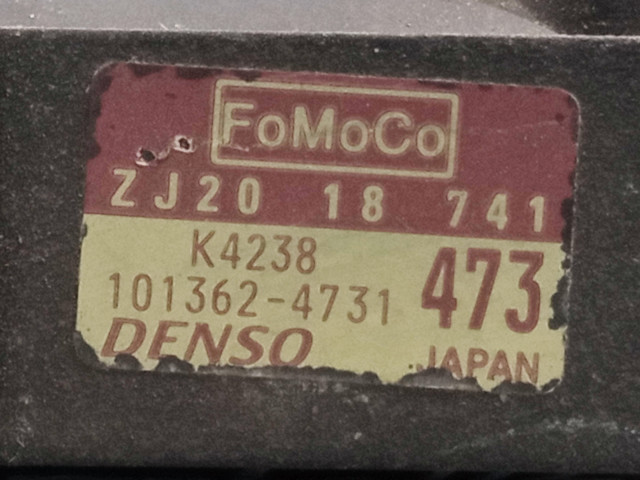 FoMoCo
ZJ20 18 741
K4238
101362-4731 473
DENSO JAPAN